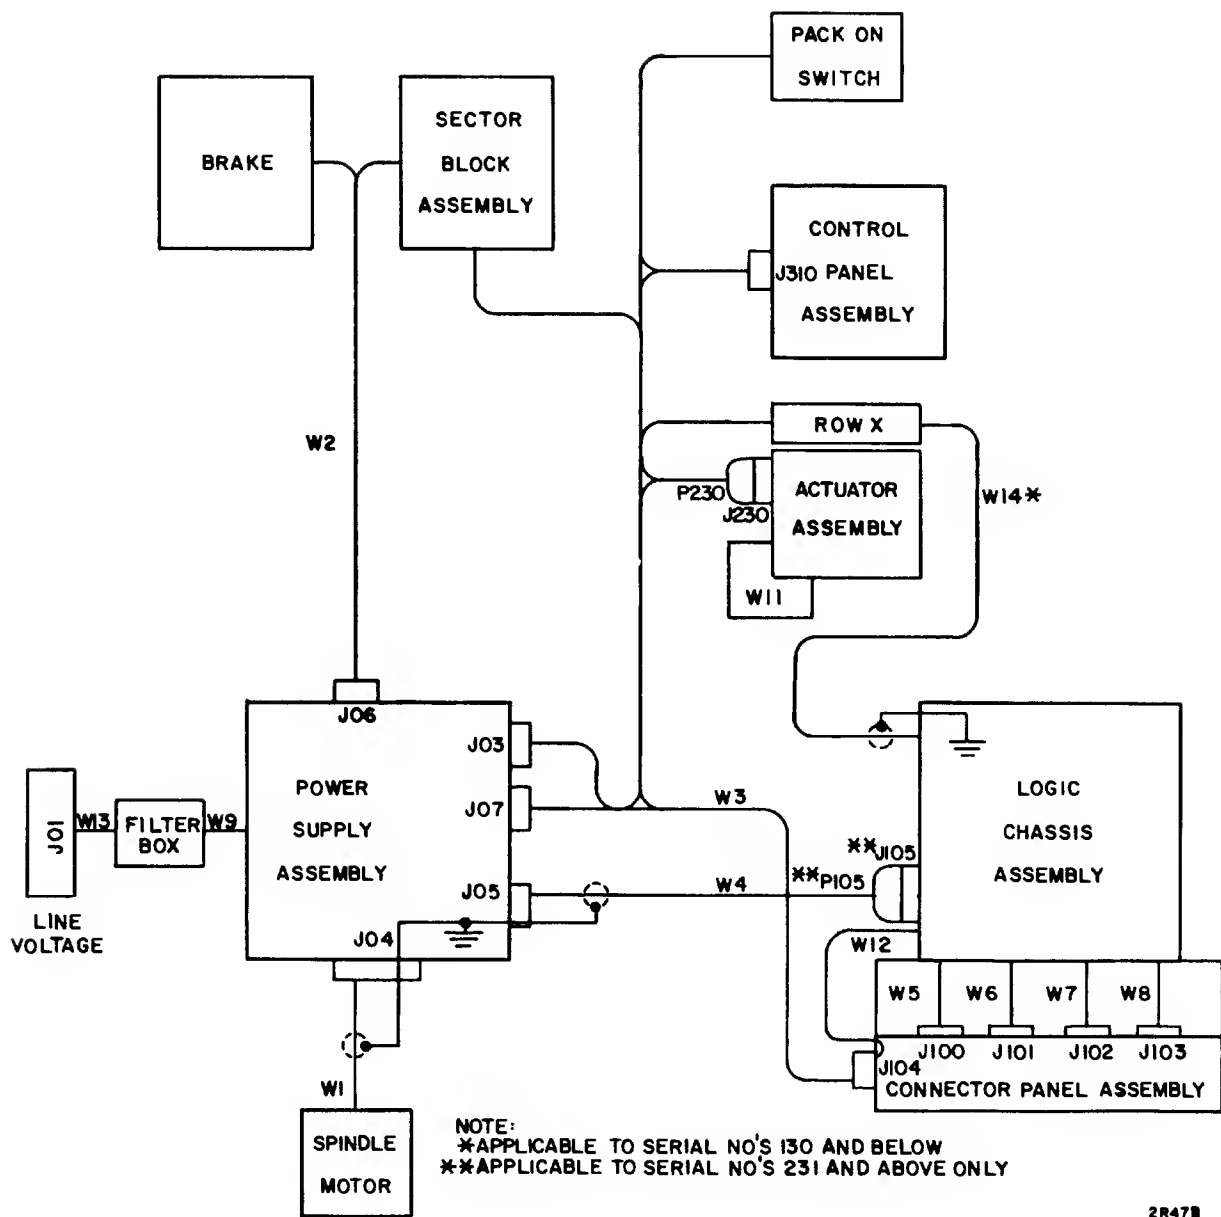 PACK ON
SWITCH
BRAKE
SECTOR
BLOCK
ASSEMBLY
CONTROL
J310 PANEL
ASSEMBLY
W2
ROW X
P230
J230
ACTUATOR
ASSEMBLY
W14*
W11
J06
J03
J07
J05
J04
POWER
SUPPLY
ASSEMBLY
J01
W13
FILTER
BOX
W9
LINE
VOLTAGE
W3
W4
**J105
**P105
LOGIC
CHASSIS
ASSEMBLY
W12
W5 W6 W7 W8
J100 J101 J102 J103
J104
CONNECTOR PANEL ASSEMBLY
W1
SPINDLE
MOTOR
NOTE:
*APPLICABLE TO SERIAL NO'S 130 AND BELOW
**APPLICABLE TO SERIAL NO'S 231 AND ABOVE ONLY
2R47B